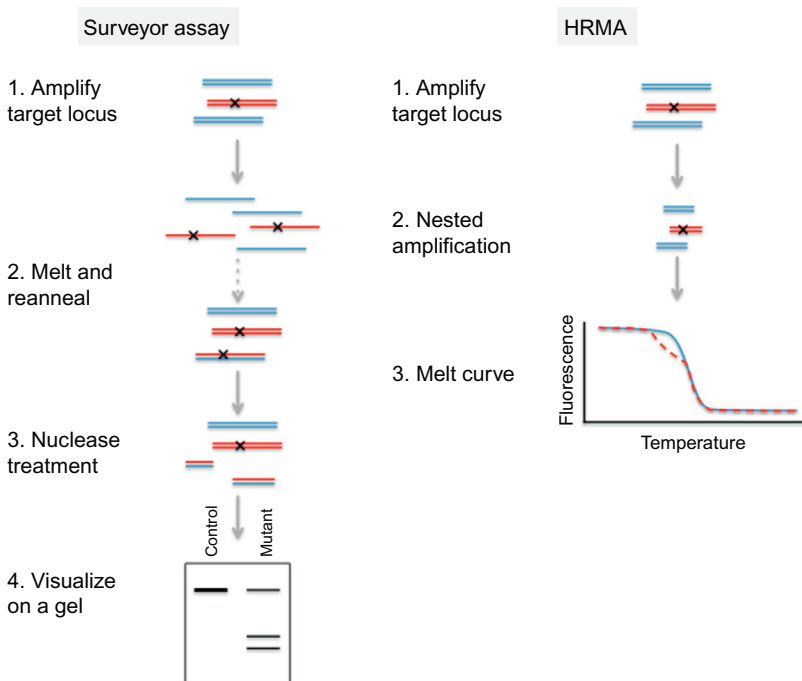 Surveyor assay
1. Amplify
target locus
2. Melt and
reanneal
3. Nuclease
treatment
Control
Mutant
4. Visualize
on a gel
HRMA
1. Amplify
target locus
2. Nested
amplification
3. Melt curve
Fluorescence
Temperature